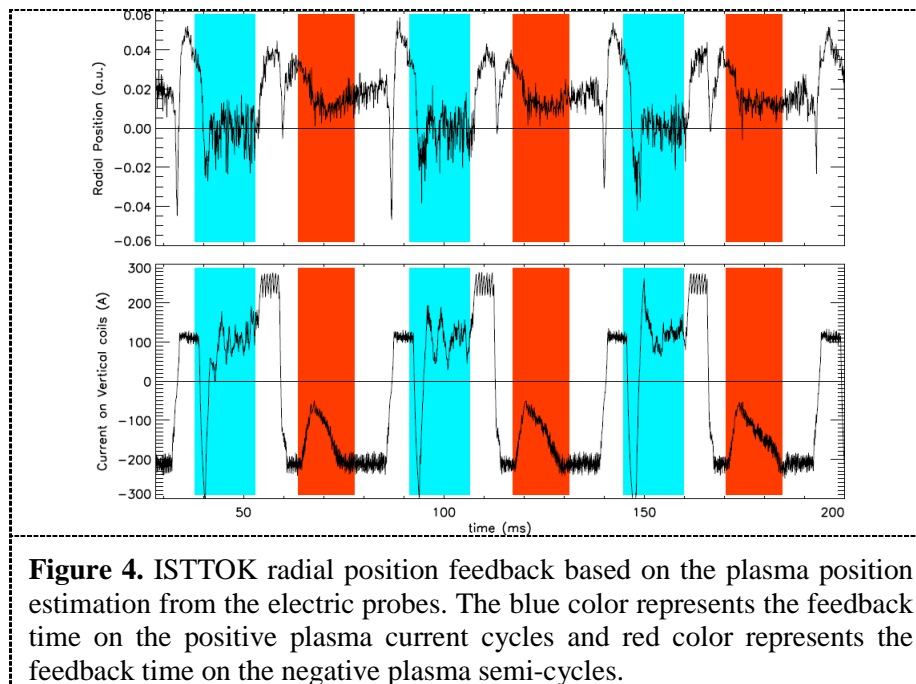 0.06
0.04
0.02
0.00
−0.02
−0.04
−0.06
Radial Position (a.u.)
300
200
100
0
−100
−200
−300
Current on Vertical coils (A)
50
100
150
200
time (ms)
Figure 4. ISTTOK radial position feedback based on the plasma position
estimation from the electric probes. The blue color represents the feedback
time on the positive plasma current cycles and red color represents the
feedback time on the negative plasma semi-cycles.